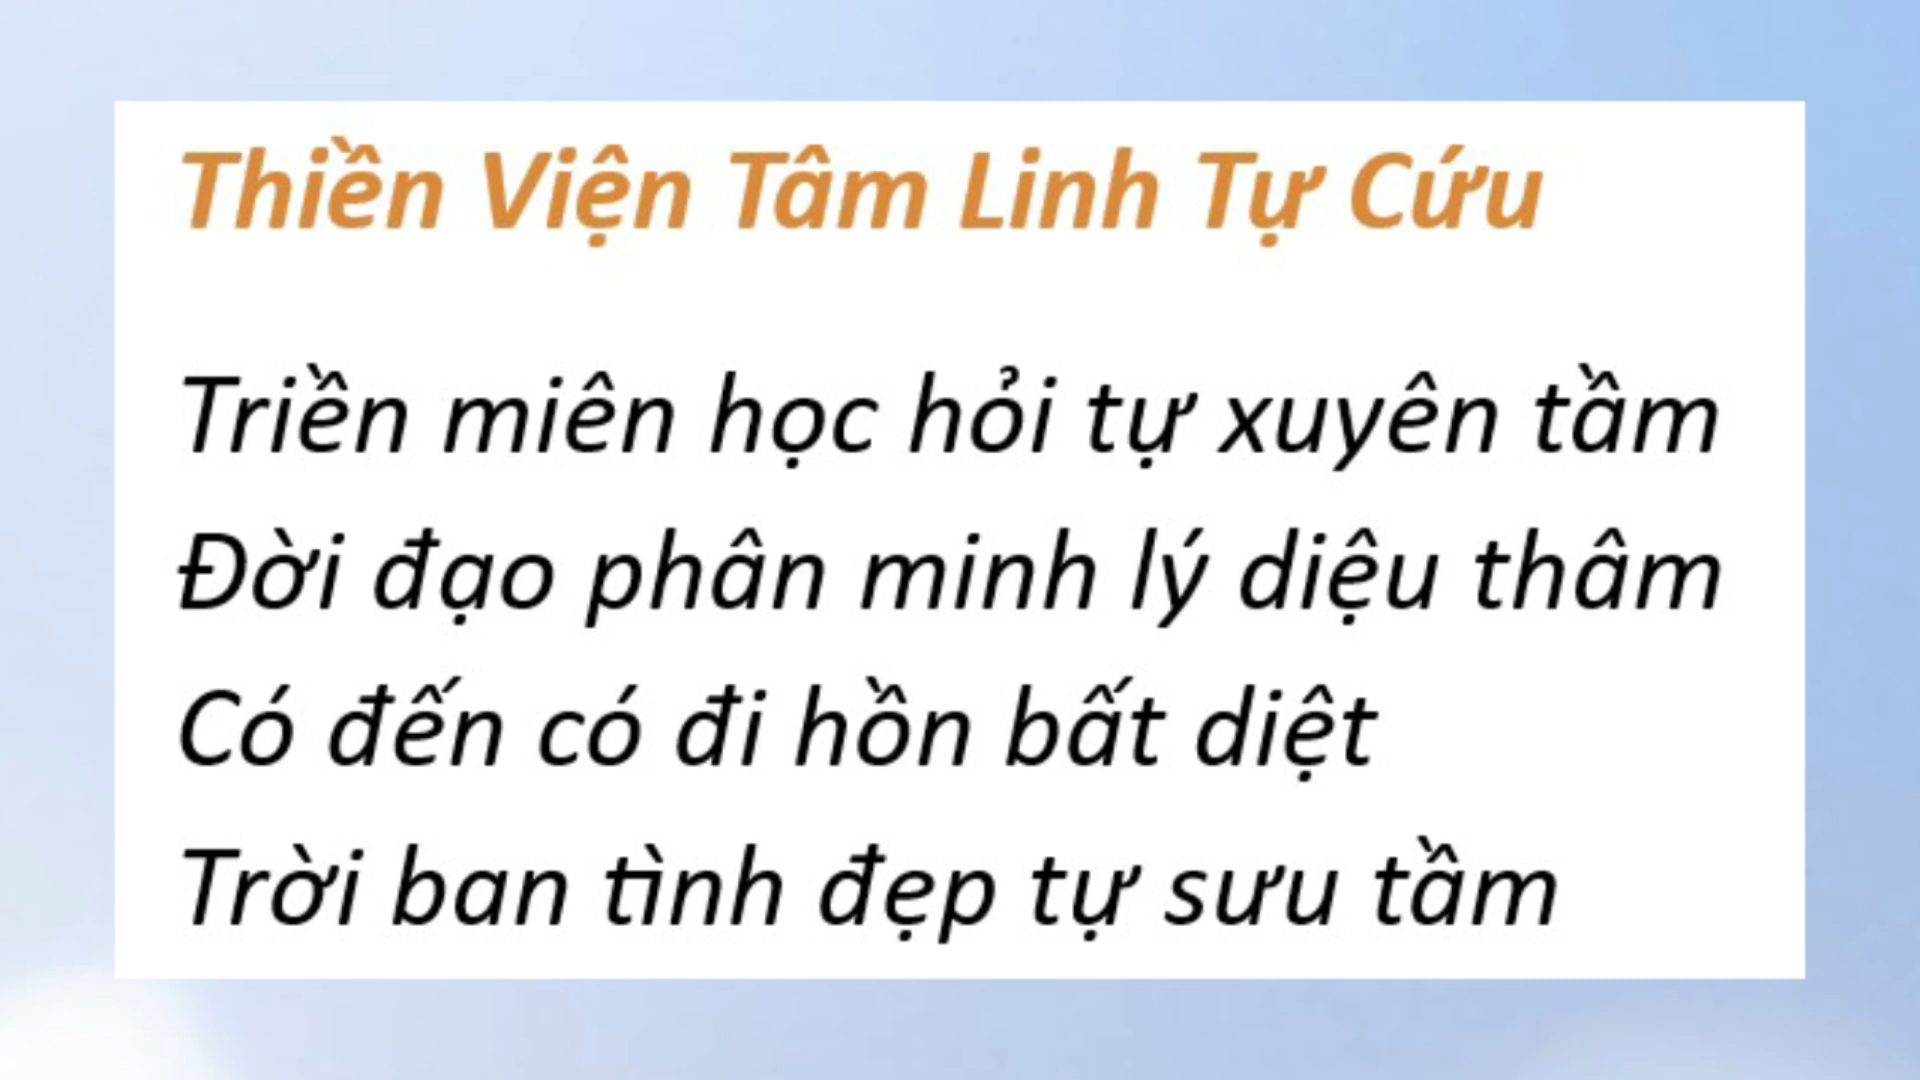 Thiền Viện Tâm Linh Tự Cứu
Triền miên học hỏi tự xuyên tầm
Đời đạo phân minh lý diệu thâm
Có đến có đi hồn bất diệt
Trời ban tình đẹp tự sưu tầm